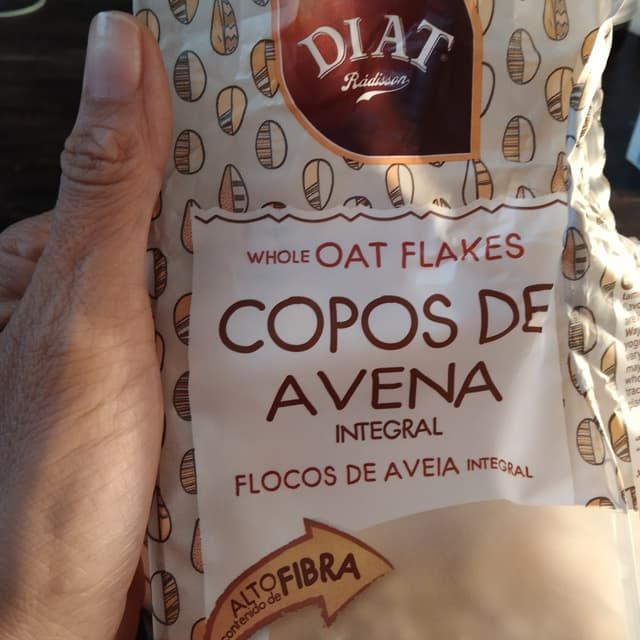 DIAT
Rádisson
WHOLE OAT FLAKES
COPOS DE
AVENA
INTEGRAL
FLOCOS DE AVEIA INTEGRAL
ALTO FIBRA
contenido de